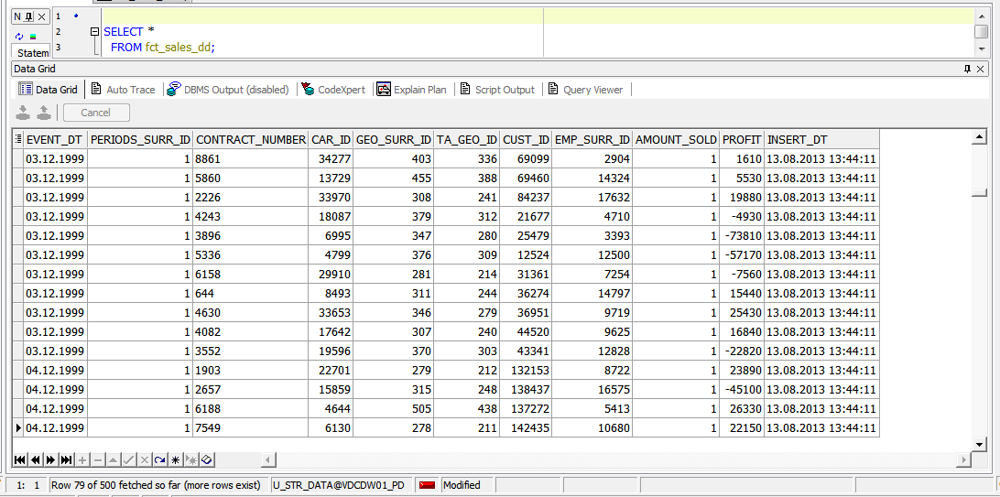 N
1
2 SELECT *
3 FROM fct_sales_dd;
Statem
Data Grid
Data Grid Auto Trace DBMS Output (disabled) CodeXpert Explain Plan Script Output Query Viewer
Cancel
EVENT_DT PERIODS_SURR_ID CONTRACT_NUMBER CAR_ID GEO_SURR_ID TA_GEO_ID CUST_ID EMP_SURR_ID AMOUNT_SOLD PROFIT INSERT_DT
03.12.1999 1 8861 34277 403 336 69099 2904 1 1610 13.08.2013 13:44:11
03.12.1999 1 5860 13729 455 388 69460 14324 1 5530 13.08.2013 13:44:11
03.12.1999 1 2226 33970 308 241 84237 17632 1 19880 13.08.2013 13:44:11
03.12.1999 1 4243 18087 379 312 21677 4710 1 -4930 13.08.2013 13:44:11
03.12.1999 1 3896 6995 347 280 25479 3393 1 -73810 13.08.2013 13:44:11
03.12.1999 1 5336 4799 376 309 12524 12500 1 -57170 13.08.2013 13:44:11
03.12.1999 1 6158 29910 281 214 31361 7254 1 -7560 13.08.2013 13:44:11
03.12.1999 1 644 8493 311 244 36274 14797 1 15440 13.08.2013 13:44:11
03.12.1999 1 4630 33653 346 279 36951 9719 1 25430 13.08.2013 13:44:11
03.12.1999 1 4082 17642 307 240 44520 9625 1 16840 13.08.2013 13:44:11
03.12.1999 1 3552 19596 370 303 43341 12828 1 -22820 13.08.2013 13:44:11
04.12.1999 1 1903 22701 279 212 132153 8722 1 23890 13.08.2013 13:44:11
04.12.1999 1 2657 15859 315 248 138437 16575 1 -45100 13.08.2013 13:44:11
04.12.1999 1 6188 4644 505 438 137272 5413 1 26330 13.08.2013 13:44:11
04.12.1999 1 7549 6130 278 211 142435 10680 1 22150 13.08.2013 13:44:11
1: 1 Row 79 of 500 fetched so far (more rows exist) U_STR_DATA@VDCDW01_PD Modified